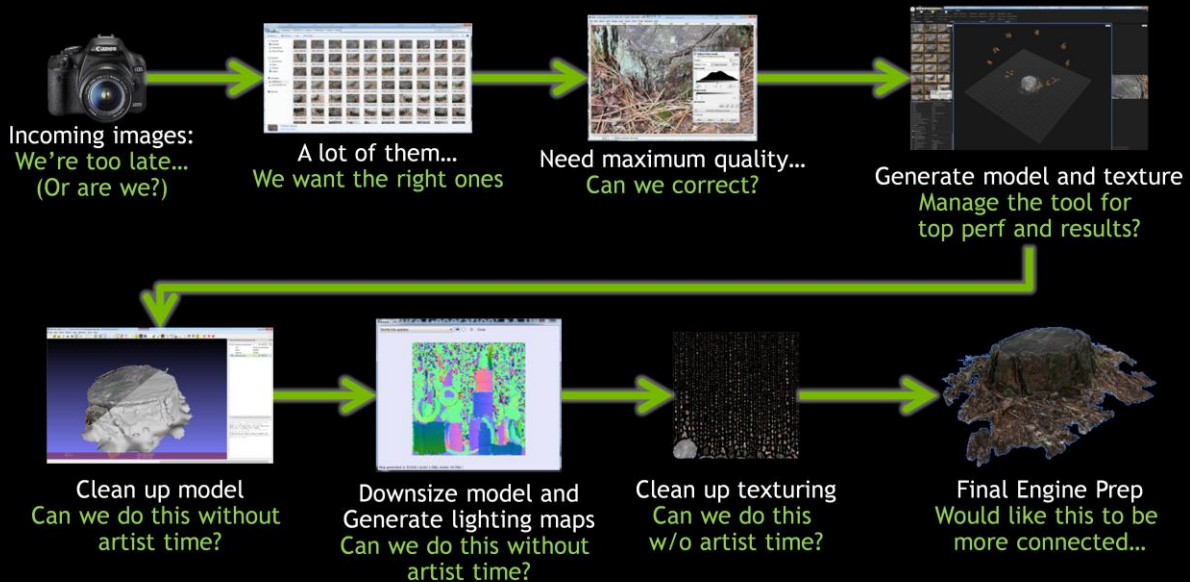 Canon
Incoming images:
We're too late...
(Or are we?)
A lot of them...
We want the right ones
Need maximum quality...
Can we correct?
Generate model and texture
Manage the tool for
top perf and results?
Clean up model
Can we do this without
artist time?
Downsize model and
Generate lighting maps
Can we do this without
artist time?
Clean up texturing
Can we do this
w/o artist time?
Final Engine Prep
Would like this to be
more connected...